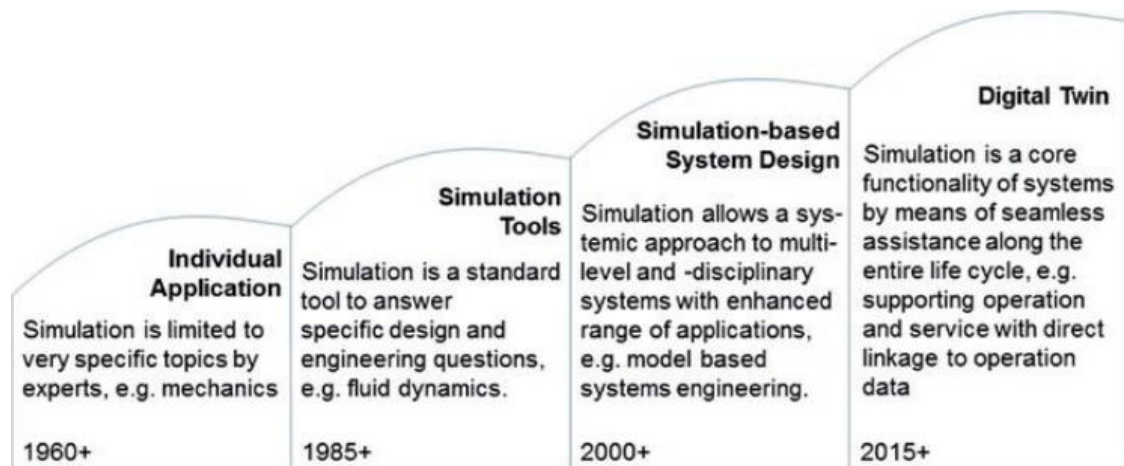 Individual
Application
Simulation is limited to
very specific topics by
experts, e.g. mechanics
1960+
Simulation
Tools
Simulation is a standard
tool to answer
specific design and
engineering questions,
e.g. fluid dynamics.
1985+
Simulation-based
System Design
Simulation allows a sys-
temic approach to multi-
level and -disciplinary
systems with enhanced
range of applications,
e.g. model based
systems engineering.
2000+
Digital Twin
Simulation is a core
functionality of systems
by means of seamless
assistance along the
entire life cycle, e.g.
supporting operation
and service with direct
linkage to operation
data
2015+